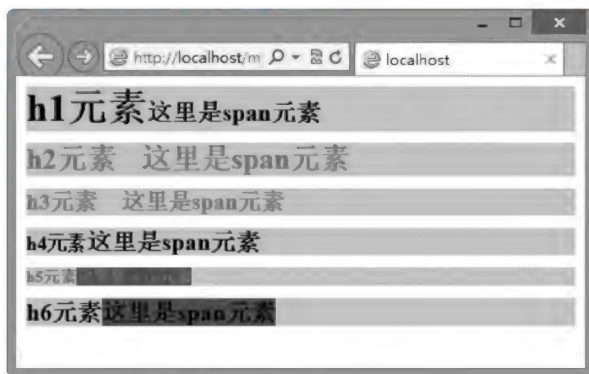 http://localhost/m
localhost
h1元素这里是span元素
h2元素 这里是span元素
h3元素 这里是span元素
h4元素这里是span元素
h5元素
h6元素这里是span元素